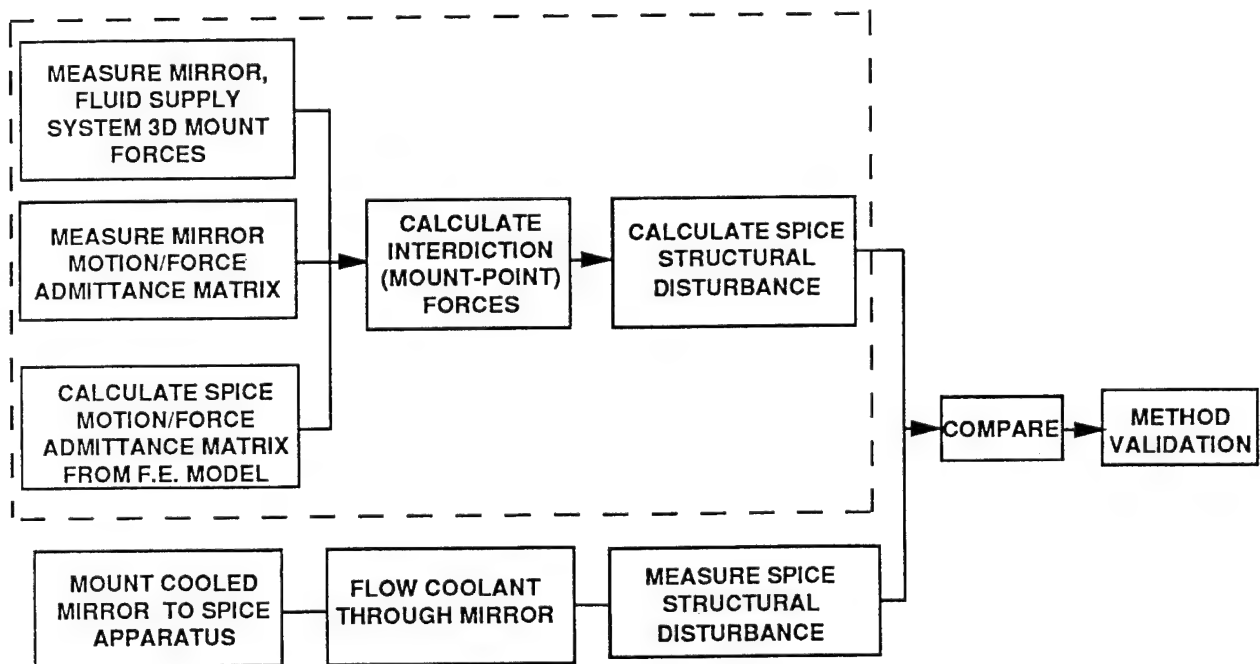 MEASURE MIRROR,
FLUID SUPPLY
SYSTEM 3D MOUNT
FORCES
MEASURE MIRROR
MOTION/FORCE
ADMITTANCE MATRIX
CALCULATE SPICE
MOTION/FORCE
ADMITTANCE MATRIX
FROM F.E. MODEL
CALCULATE
INTERDICTION
(MOUNT-POINT)
FORCES
CALCULATE SPICE
STRUCTURAL
DISTURBANCE
MOUNT COOLED
MIRROR TO SPICE
APPARATUS
FLOW COOLANT
THROUGH MIRROR
MEASURE SPICE
STRUCTURAL
DISTURBANCE
COMPARE
METHOD
VALIDATION